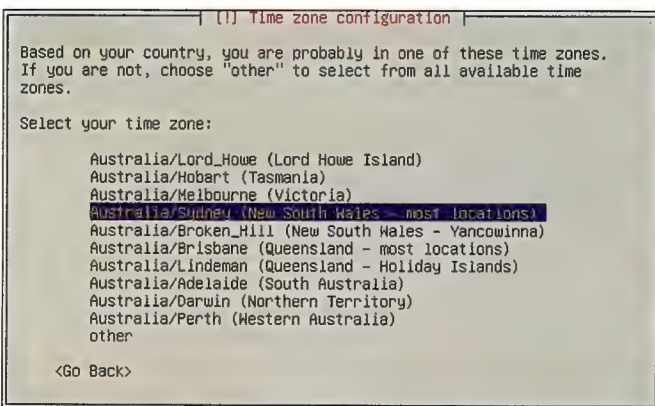 [!] Time zone configuration
Based on your country, you are probably in one of these time zones.
If you are not, choose "other" to select from all available time
zones.
Select your time zone:
Australia/Lord_Howe (Lord Howe Island)
Australia/Hobart (Tasmania)
Australia/Melbourne (Victoria)
Australia/Sydney (New South Wales - most locations)
Australia/Broken_Hill (New South Wales - Yancowinna)
Australia/Brisbane (Queensland - most locations)
Australia/Lindeman (Queensland - Holiday Islands)
Australia/Adelaide (South Australia)
Australia/Darwin (Northern Territory)
Australia/Perth (Western Australia)
other
<Go Back>